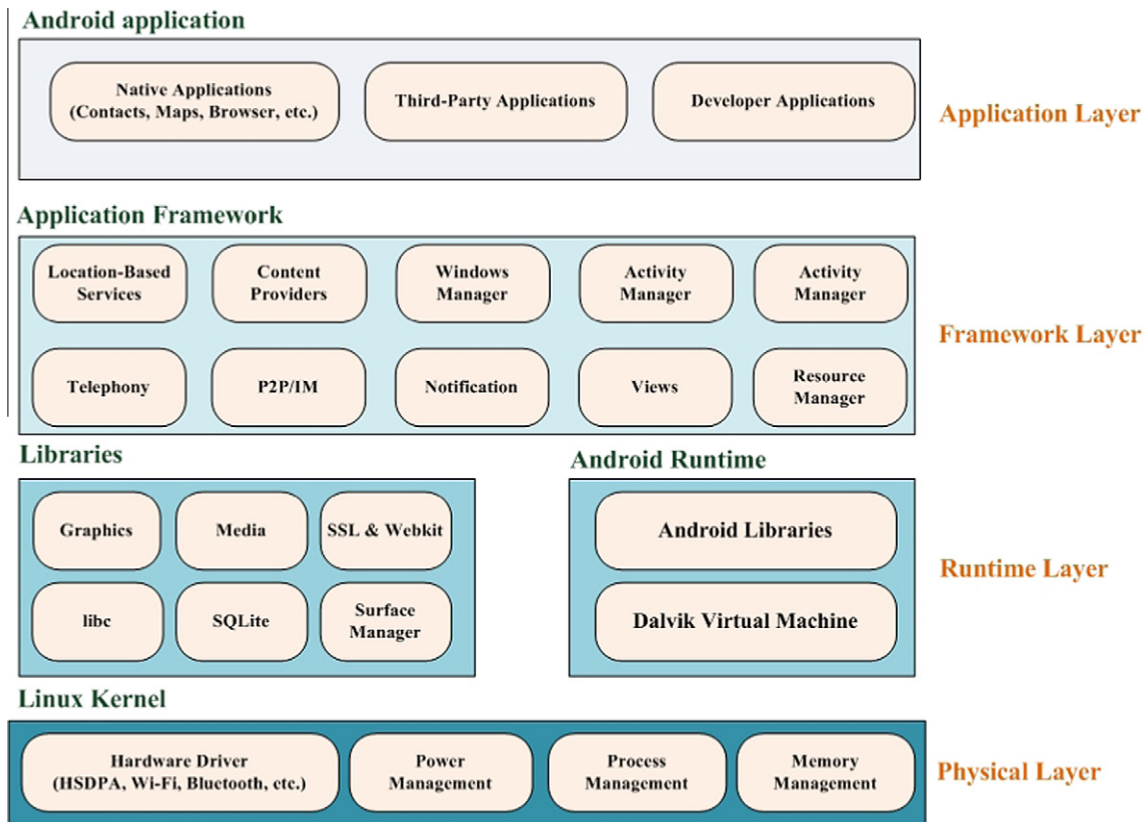 Android application
Native Applications
(Contacts, Maps, Browser, etc.)
Third-Party Applications
Developer Applications
Application Layer
Application Framework
Location-Based
Services
Content
Providers
Windows
Manager
Activity
Manager
Activity
Manager
Framework Layer
Telephony
P2P/IM
Notification
Views
Resource
Manager
Libraries
Graphics
Media
SSL & Webkit
libc
SQLite
Surface
Manager
Android Runtime
Android Libraries
Dalvik Virtual Machine
Runtime Layer
Linux Kernel
Hardware Driver
(HSDPA, Wi-Fi, Bluetooth, etc.)
Power
Management
Process
Management
Memory
Management
Physical Layer